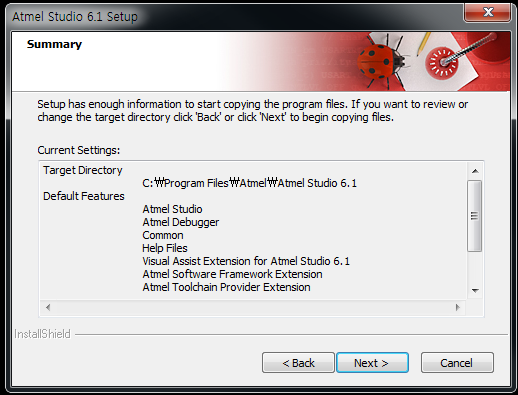 Atmel Studio 6.1 Setup
Summary
Setup has enough information to start copying the program files. If you want to review or
change the target directory click 'Back' or click 'Next' to begin copying files.
Current Settings:
Target Directory
C:₩Program Files₩Atmel₩Atmel Studio 6.1
Default Features
Atmel Studio
Atmel Debugger
Common
Help Files
Visual Assist Extension for Atmel Studio 6.1
Atmel Software Framework Extension
Atmel Toolchain Provider Extension
InstallShield
< Back
Next >
Cancel